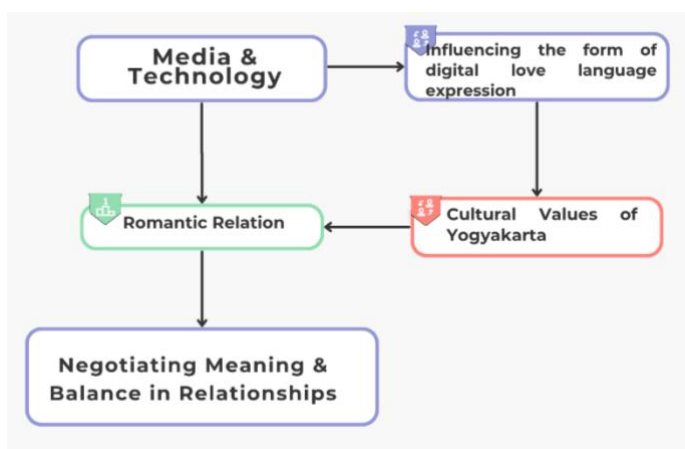 Media &
Technology
Influencing the form of
digital love language
expression
Romantic Relation
Cultural Values of
Yogyakarta
Negotiating Meaning &
Balance in Relationships